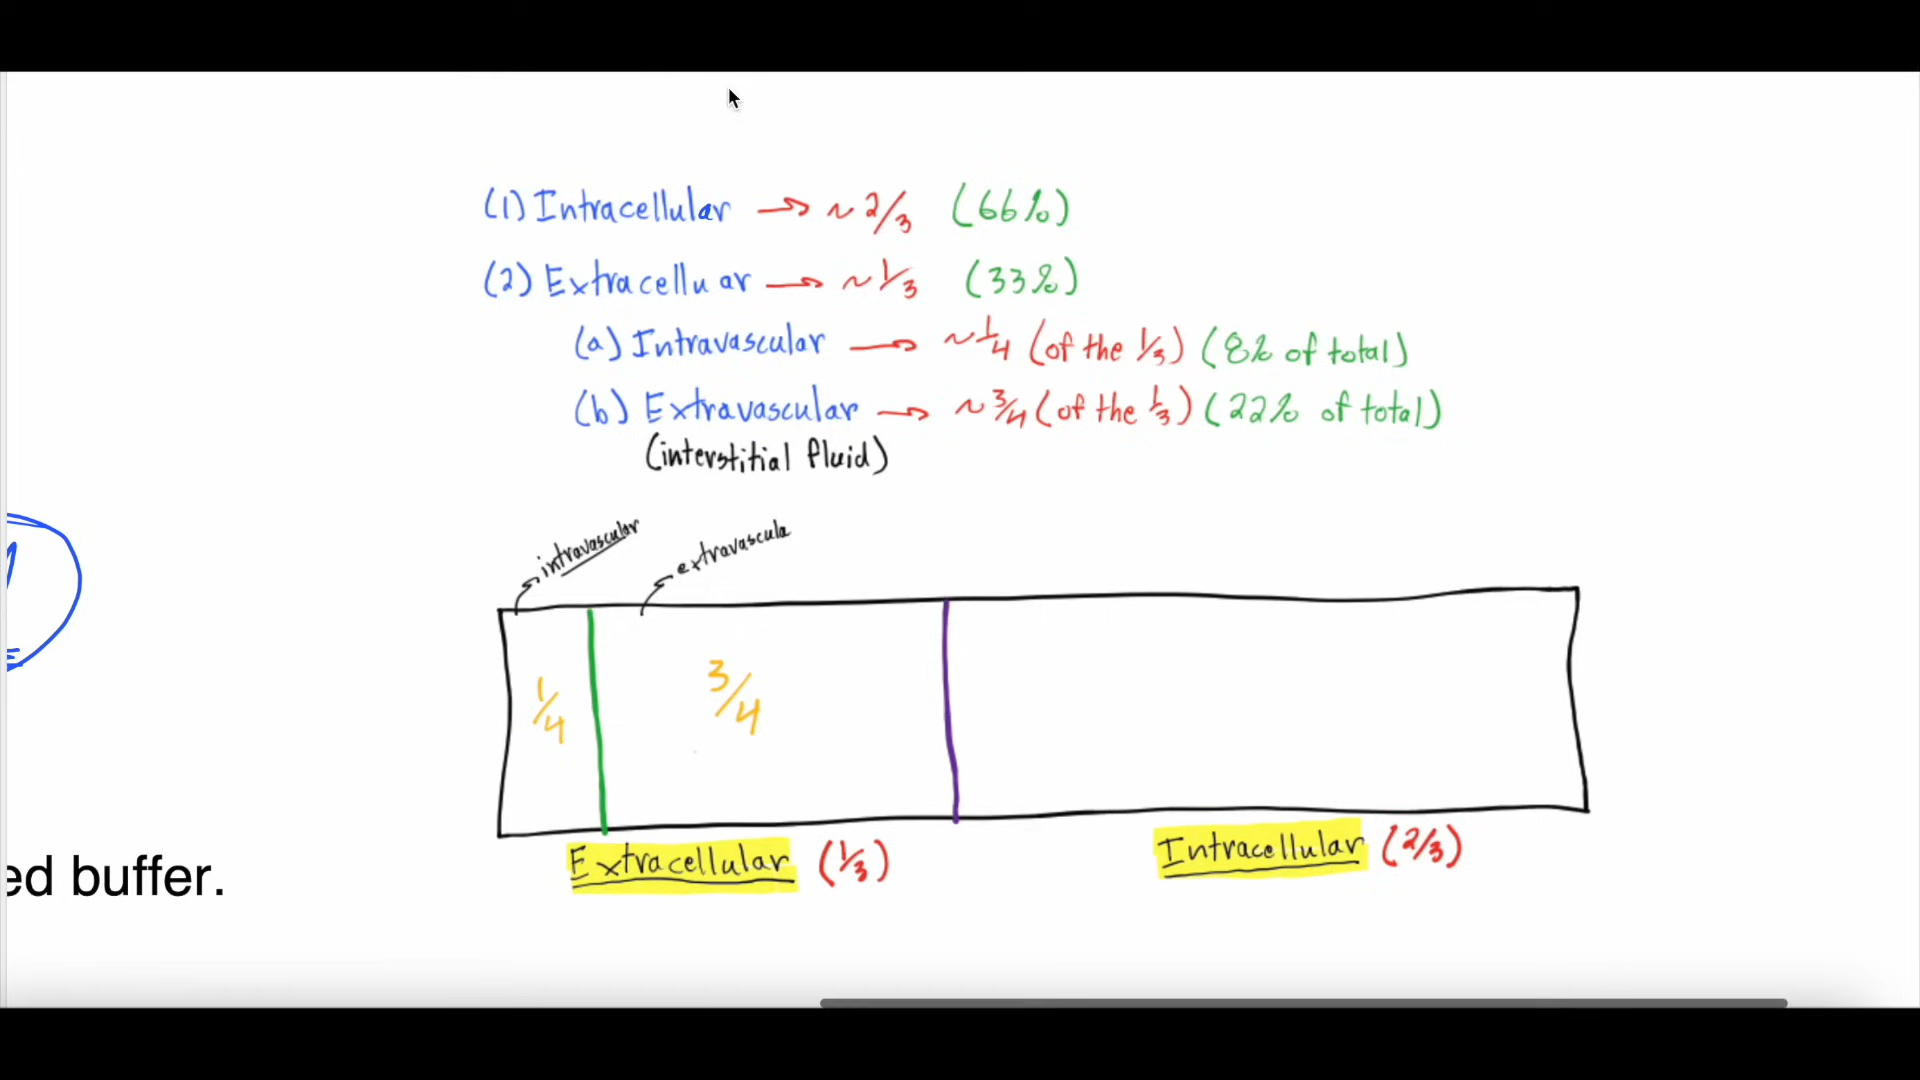 (1) Intracellular → ~ 2/3 (66%)
(2) Extracellular → ~ 1/3 (33%)
(a) Intravascular → ~ 1/4 (of the 1/3) (8% of total)
(b) Extravascular → ~ 3/4 (of the 1/3) (22% of total)
(interstitial fluid)
intravascular
extravascula
1/4
3/4
Extracellular (1/3)
Intracellular (2/3)
ed buffer.